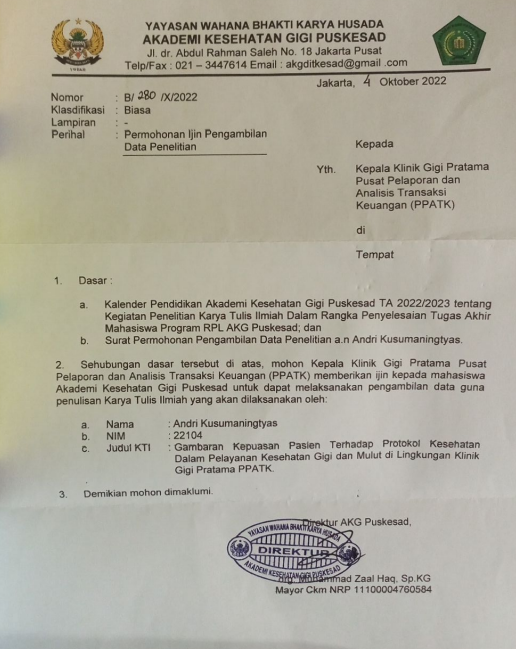 YAYASAN WAHANA BHAKTI KARYA HUSADA
AKADEMI KESEHATAN GIGI PUSKESAD
Jl. dr. Abdul Rahman Saleh No. 18 Jakarta Pusat
Telp/Fax : 021 – 3447614 Email : akgditkesad@gmail .com
Jakarta, 4 Oktober 2022
Nomor : B/ 280 /X/2022
Klasdifikasi : Biasa
Lampiran : -
Perihal : Permohonan Ijin Pengambilan
Data Penelitian
Kepada
Yth. Kepala Klinik Gigi Pratama
Pusat Pelaporan dan
Analisis Transaksi
Keuangan (PPATK)
di
Tempat
1. Dasar :
a. Kalender Pendidikan Akademi Kesehatan Gigi Puskesad TA 2022/2023 tentang
Kegiatan Penelitian Karya Tulis Ilmiah Dalam Rangka Penyelesaian Tugas Akhir
Mahasiswa Program RPL AKG Puskesad; dan
b. Surat Permohonan Pengambilan Data Penelitian a.n Andri Kusumaningtyas.
2. Sehubungan dasar tersebut di atas, mohon Kepala Klinik Gigi Pratama Pusat
Pelaporan dan Analisis Transaksi Keuangan (PPATK) memberikan ijin kepada mahasiswa
Akademi Kesehatan Gigi Puskesad untuk dapat melaksanakan pengambilan data guna
penulisan Karya Tulis Ilmiah yang akan dilaksanakan oleh:
a. Nama : Andri Kusumaningtyas
b. NIM : 22104
c. Judul KTI : Gambaran Kepuasan Pasien Terhadap Protokol Kesehatan
Dalam Pelayanan Kesehatan Gigi dan Mulut di Lingkungan Klinik
Gigi Pratama PPATK.
3. Demikian mohon dimaklumi.
Direktur AKG Puskesad,
YAYASAN WAHANA BHAKTI KARYA HUSADA
DIREKTUR
AKADEMI KESEHATAN GIGI PUSKESAD
Zaal Haq. Sp.KG
Mayor Ckm NRP 11100004760584